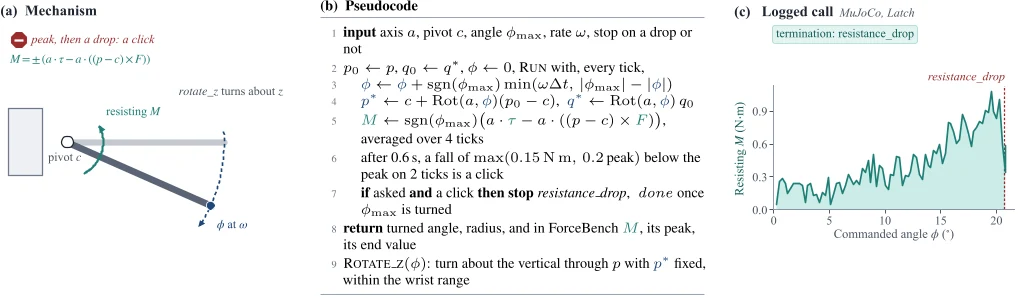 (a) Mechanism
peak, then a drop: a click
M = ±(a · τ − a · ((p − c) × F))
rotate_z turns about z
resisting M
pivot c
ϕ at ω
(b) Pseudocode
1 input axis a, pivot c, angle ϕmax, rate ω, stop on a drop or
not
2 p0 ← p, q0 ← q*, ϕ ← 0, RUN with, every tick,
3 ϕ ← ϕ + sgn(ϕmax) min(ωΔt, |ϕmax| − |ϕ|)
4 p* ← c + Rot(a, ϕ)(p0 − c), q* ← Rot(a, ϕ) q0
5 M ← sgn(ϕmax)(a · τ − a · ((p − c) × F)),
averaged over 4 ticks
6 after 0.6 s, a fall of max(0.15 N m, 0.2 peak) below the
peak on 2 ticks is a click
7 if asked and a click then stop resistance_drop, done once
ϕmax is turned
8 return turned angle, radius, and in ForceBench M, its peak,
its end value
9 ROTATE_Z(ϕ): turn about the vertical through p with p* fixed,
within the wrist range
(c) Logged call MuJoCo, Latch
termination: resistance_drop
resistance_drop
Resisting M (N·m)
0.9
0.6
0.3
0.0
0 5 10 15 20
Commanded angle ϕ (°)